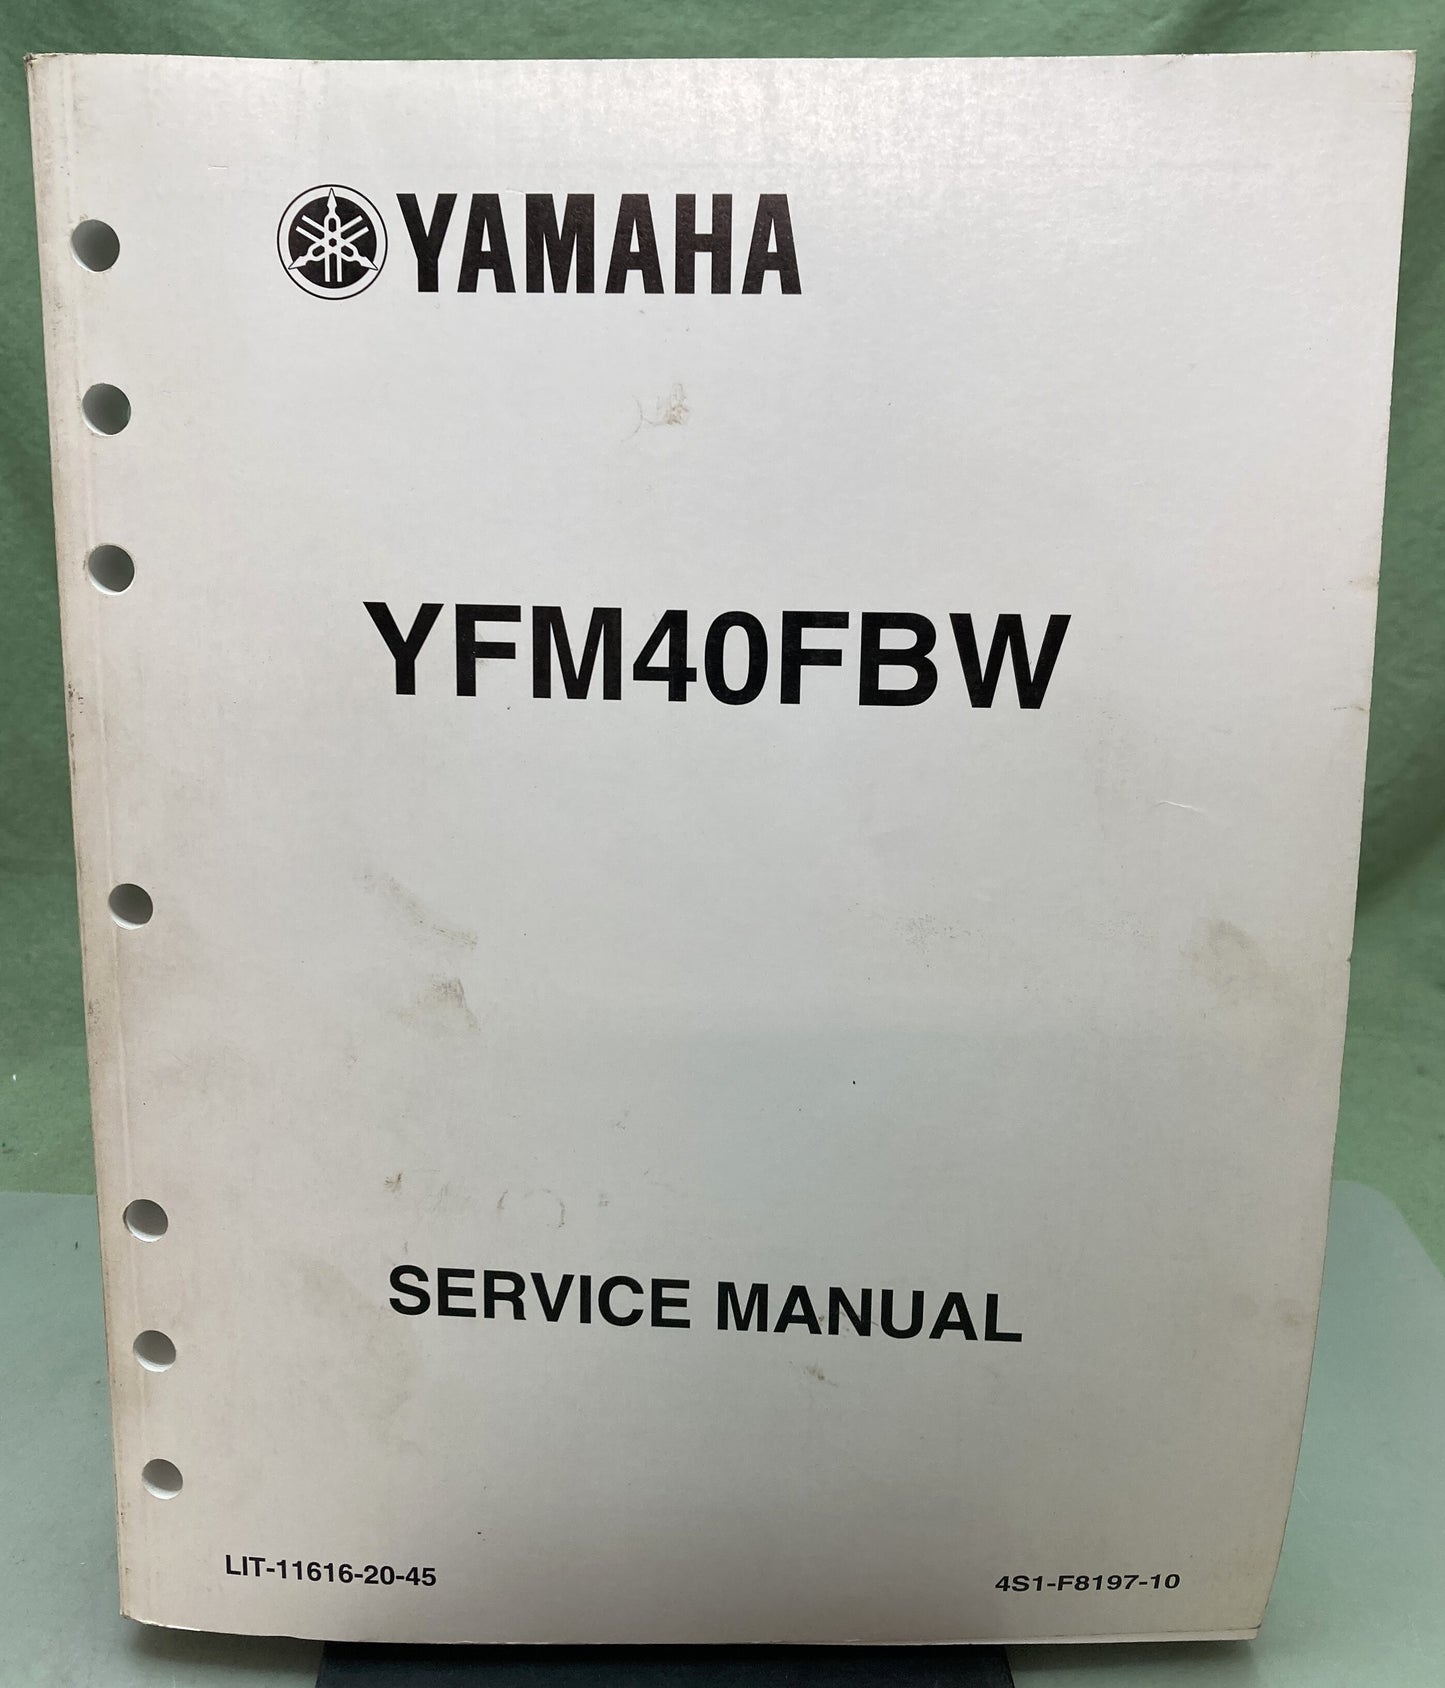 YAMAHA
YFM40FBW
SERVICE MANUAL
LIT-11616-20-45
4S1-F8197-10